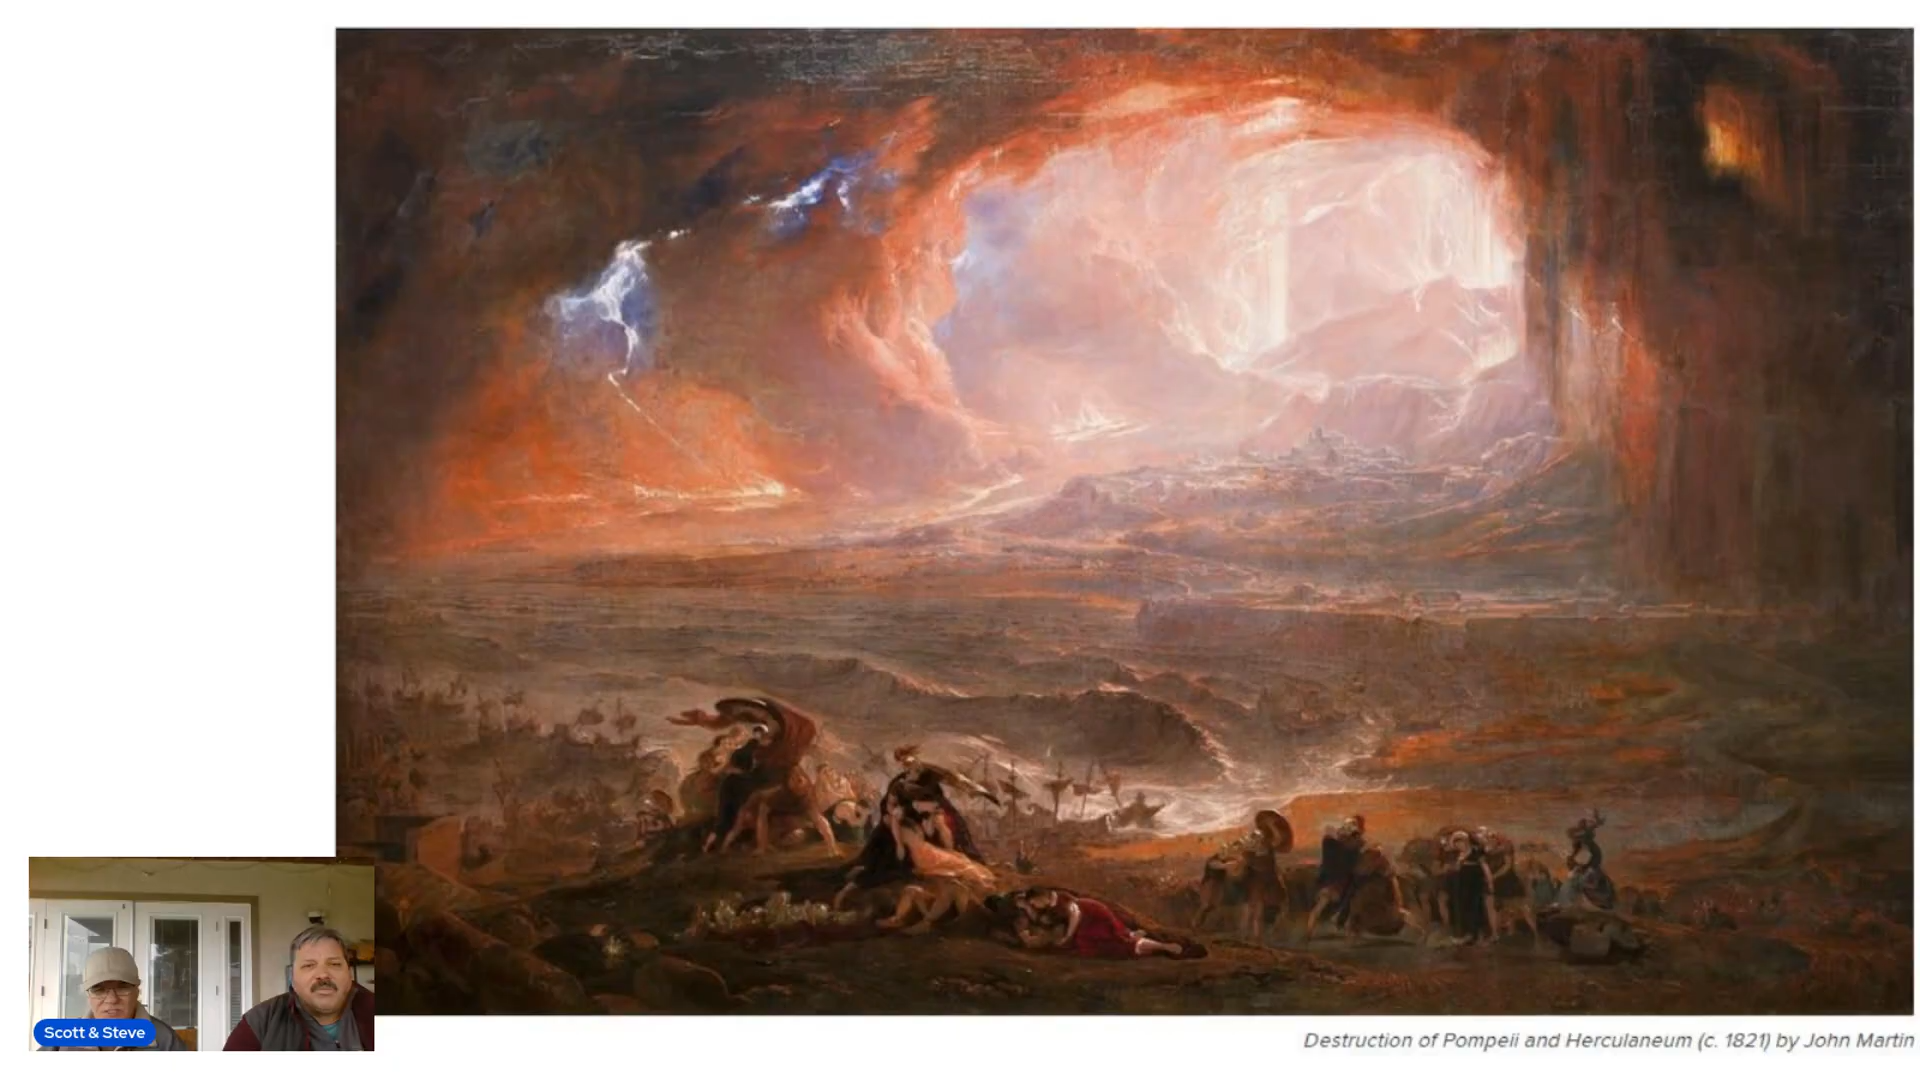 Scott & Steve
Destruction of Pompeii and Herculaneum (c. 1821) by John Martin